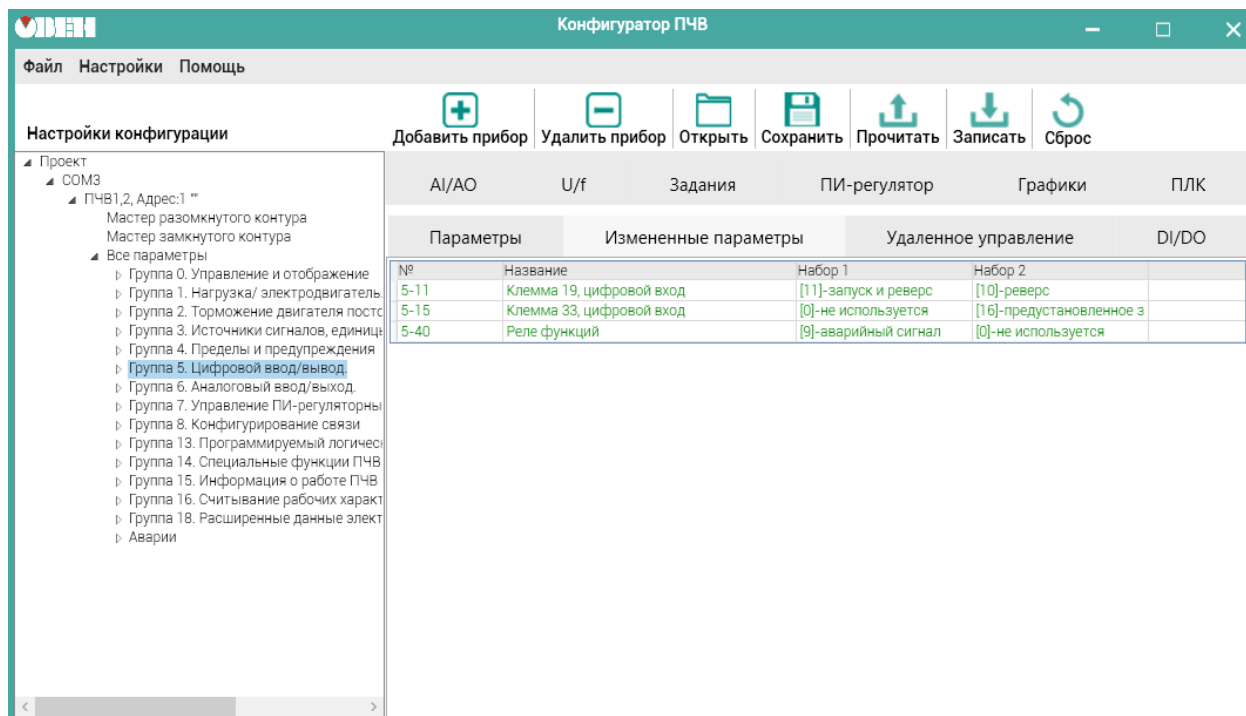 ОВЕН
Конфигуратор ПЧВ
Файл Настройки Помощь
Настройки конфигурации
Добавить прибор Удалить прибор Открыть Сохранить Прочитать Записать Сброс
Проект
COM3
ПЧВ1,2, Адрес:1 ""
Мастер разомкнутого контура
Мастер замкнутого контура
Все параметры
Группа 0. Управление и отображение
Группа 1. Нагрузка/ электродвигатель.
Группа 2. Торможение двигателя посто
Группа 3. Источники сигналов, единиц
Группа 4. Пределы и предупреждения
Группа 5. Цифровой ввод/вывод.
Группа 6. Аналоговый ввод/выход.
Группа 7. Управление ПИ-регуляторны
Группа 8. Конфигурирование связи
Группа 13. Программируемый логичес
Группа 14. Специальные функции ПЧВ
Группа 15. Информация о работе ПЧВ
Группа 16. Считывание рабочих характ
Группа 18. Расширенные данные элект
Аварии
AI/AO U/f Задания ПИ-регулятор Графики ПЛК
Параметры Измененные параметры Удаленное управление DI/DO
№ Название Набор 1 Набор 2
5-11 Клемма 19, цифровой вход [11]-запуск и реверс [10]-реверс
5-15 Клемма 33, цифровой вход [0]-не используется [16]-предустановленное з
5-40 Реле функций [9]-аварийный сигнал [0]-не используется